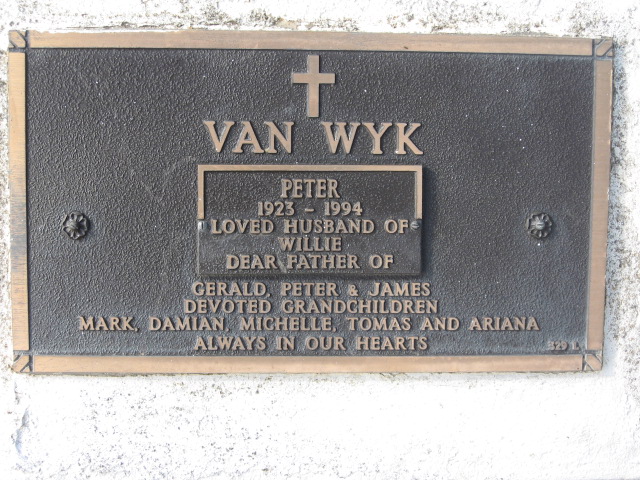 VAN WYK
PETER
1923 - 1994
LOVED HUSBAND OF
WILLIE
DEAR FATHER OF
GERALD, PETER & JAMES
DEVOTED GRANDCHILDREN
MARK, DAMIAN, MICHELLE, TOMAS AND ARIANA
ALWAYS IN OUR HEARTS